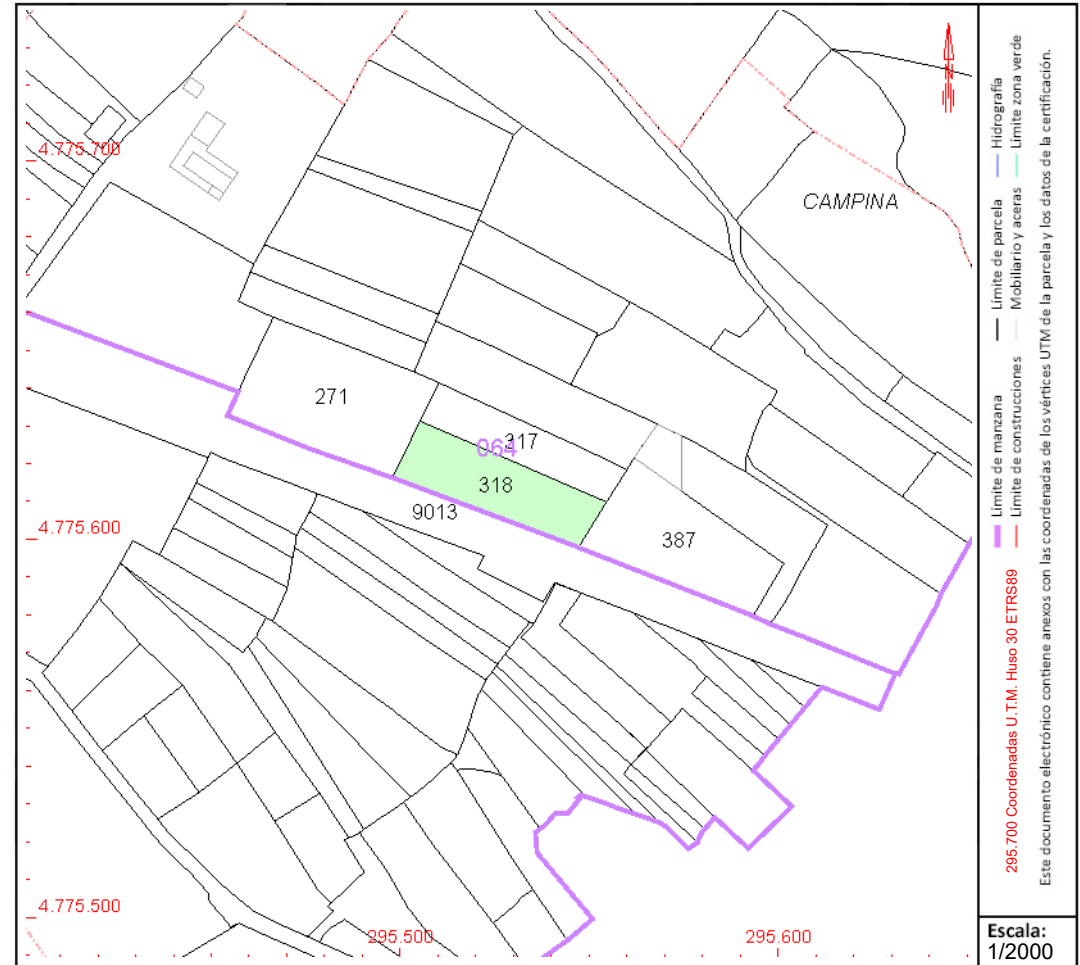 4.775.700
CAMPINA
271
064
317
318
9013
4.775.600
387
4.775.500
295.500
295.600
295.700 Coordenadas U.T.M. Huso 30 ETRS89
Límite de manzana
Límite de parcela
Hidrografía
Límite de construcciones
Mobiliario y aceras
Límite zona verde
Este documento electrónico contiene anexos con las coordenadas de los vértices UTM de la parcela y los datos de la certificación.
Escala:
1/2000